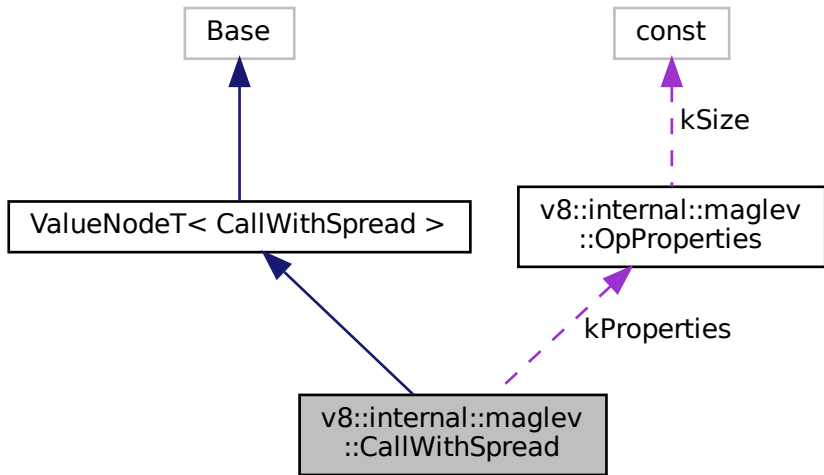 Base
const
kSize
ValueNodeT< CallWithSpread >
v8::internal::maglev
::OpProperties
kProperties
v8::internal::maglev
::CallWithSpread